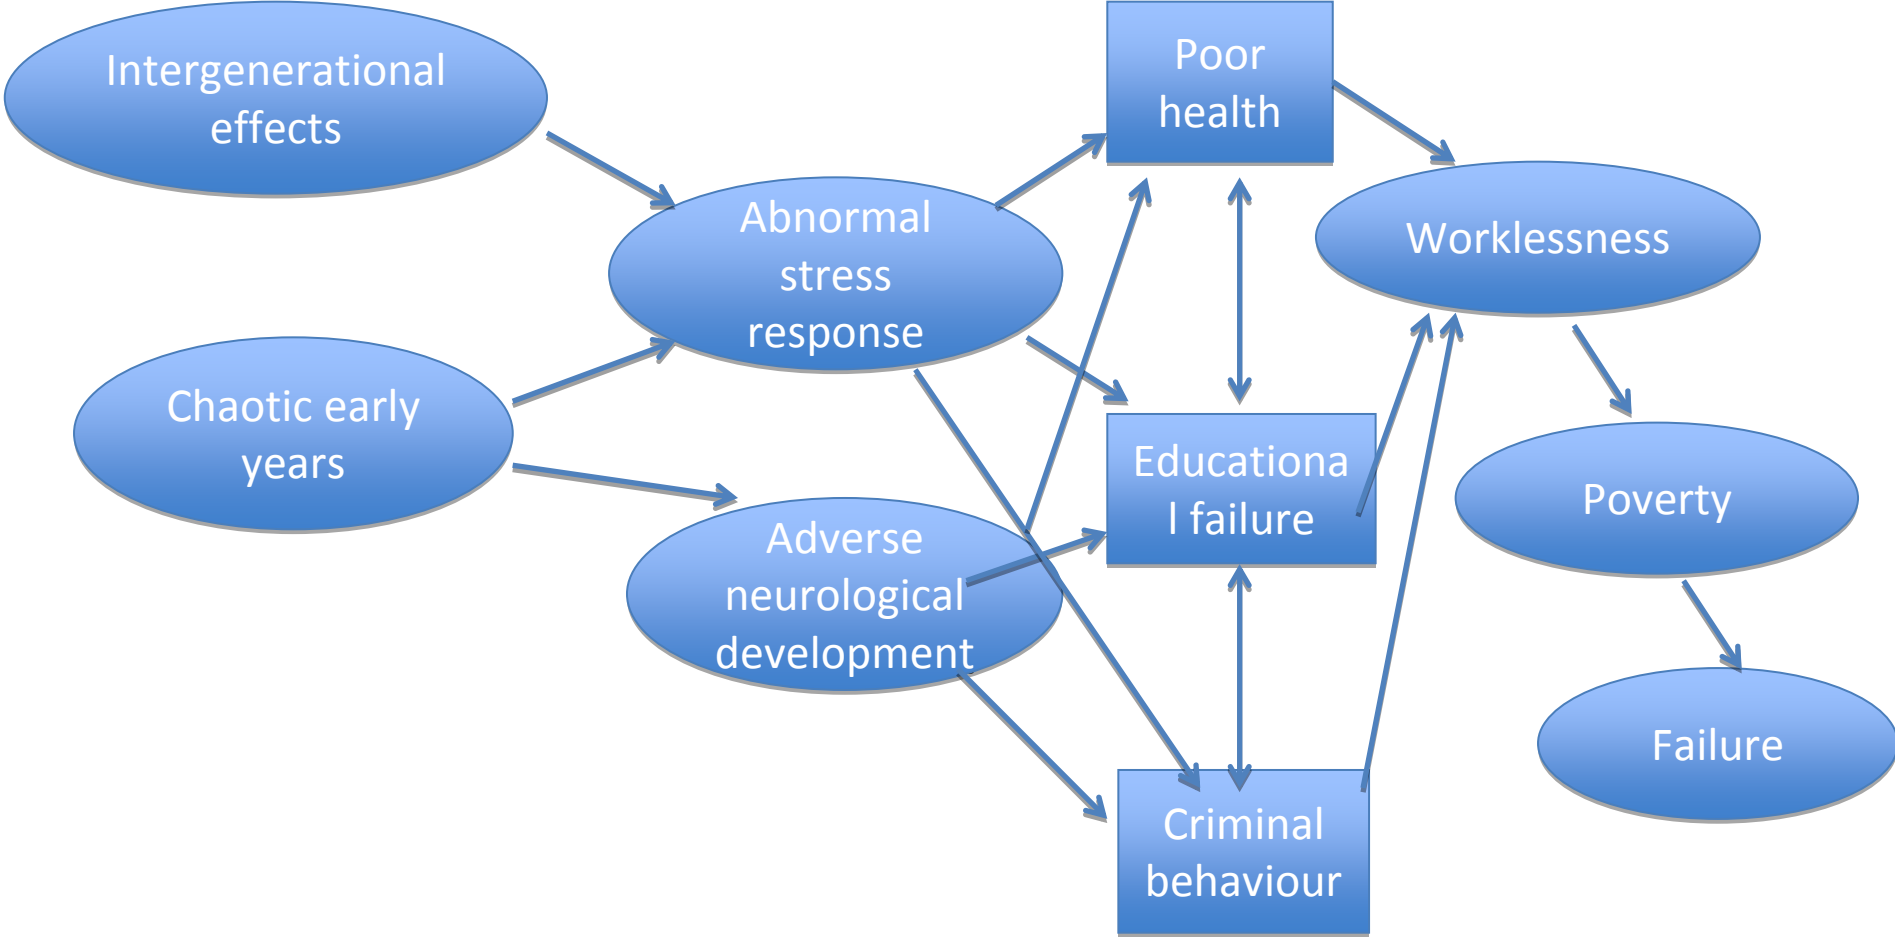 Intergenerational
effects
Poor
health
Abnormal
stress
response
Worklessness
Chaotic early
years
Educationa
l failure
Poverty
Adverse
neurological
development
Failure
Criminal
behaviour